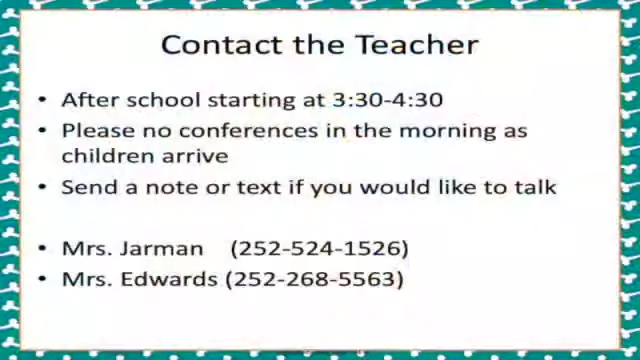 Contact the Teacher
• After school starting at 3:30-4:30
• Please no conferences in the morning as
children arrive
• Send a note or text if you would like to talk
• Mrs. Jarman (252-524-1526)
• Mrs. Edwards (252-268-5563)